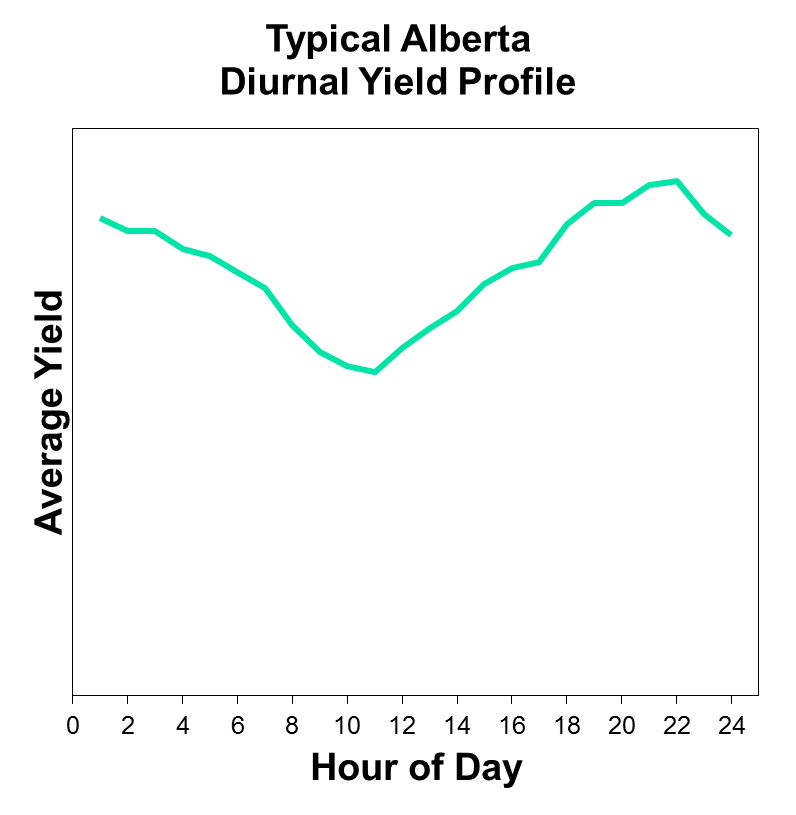 Typical Alberta
Diurnal Yield Profile
Average Yield
0 2 4 6 8 10 12 14 16 18 20 22 24
Hour of Day